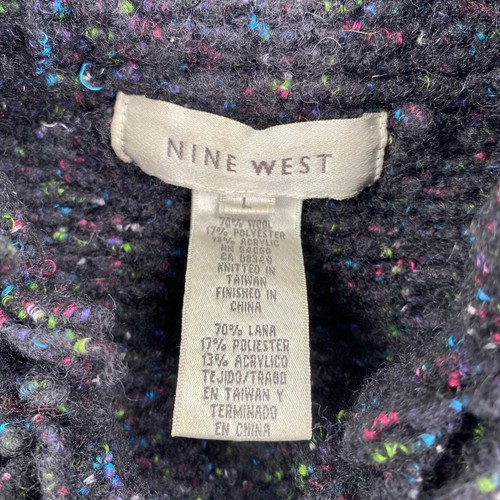 NINE WEST
L
70% WOOL
17% POLYESTER
13% ACRYLIC
RN 54050
CA 08340
KNITTED IN
TAIWAN
FINISHED IN
CHINA
70% LANA
17% POLIESTER
13% ACRYLICO
TEJIDO/TRABO
EN TAIWAN Y
TERMINADO
EN CHINA